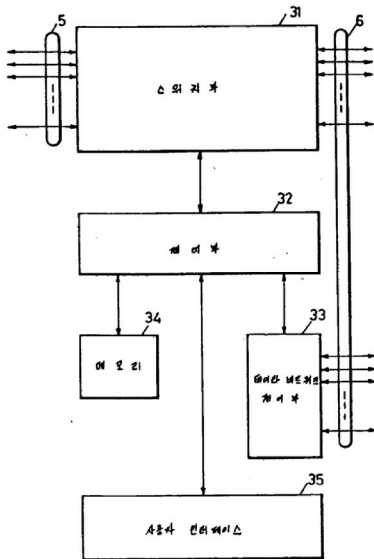 5
31
6
스위치부
32
제어부
34
메모리
33
데이타 네트워크
제어부
35
사용자 인터페이스